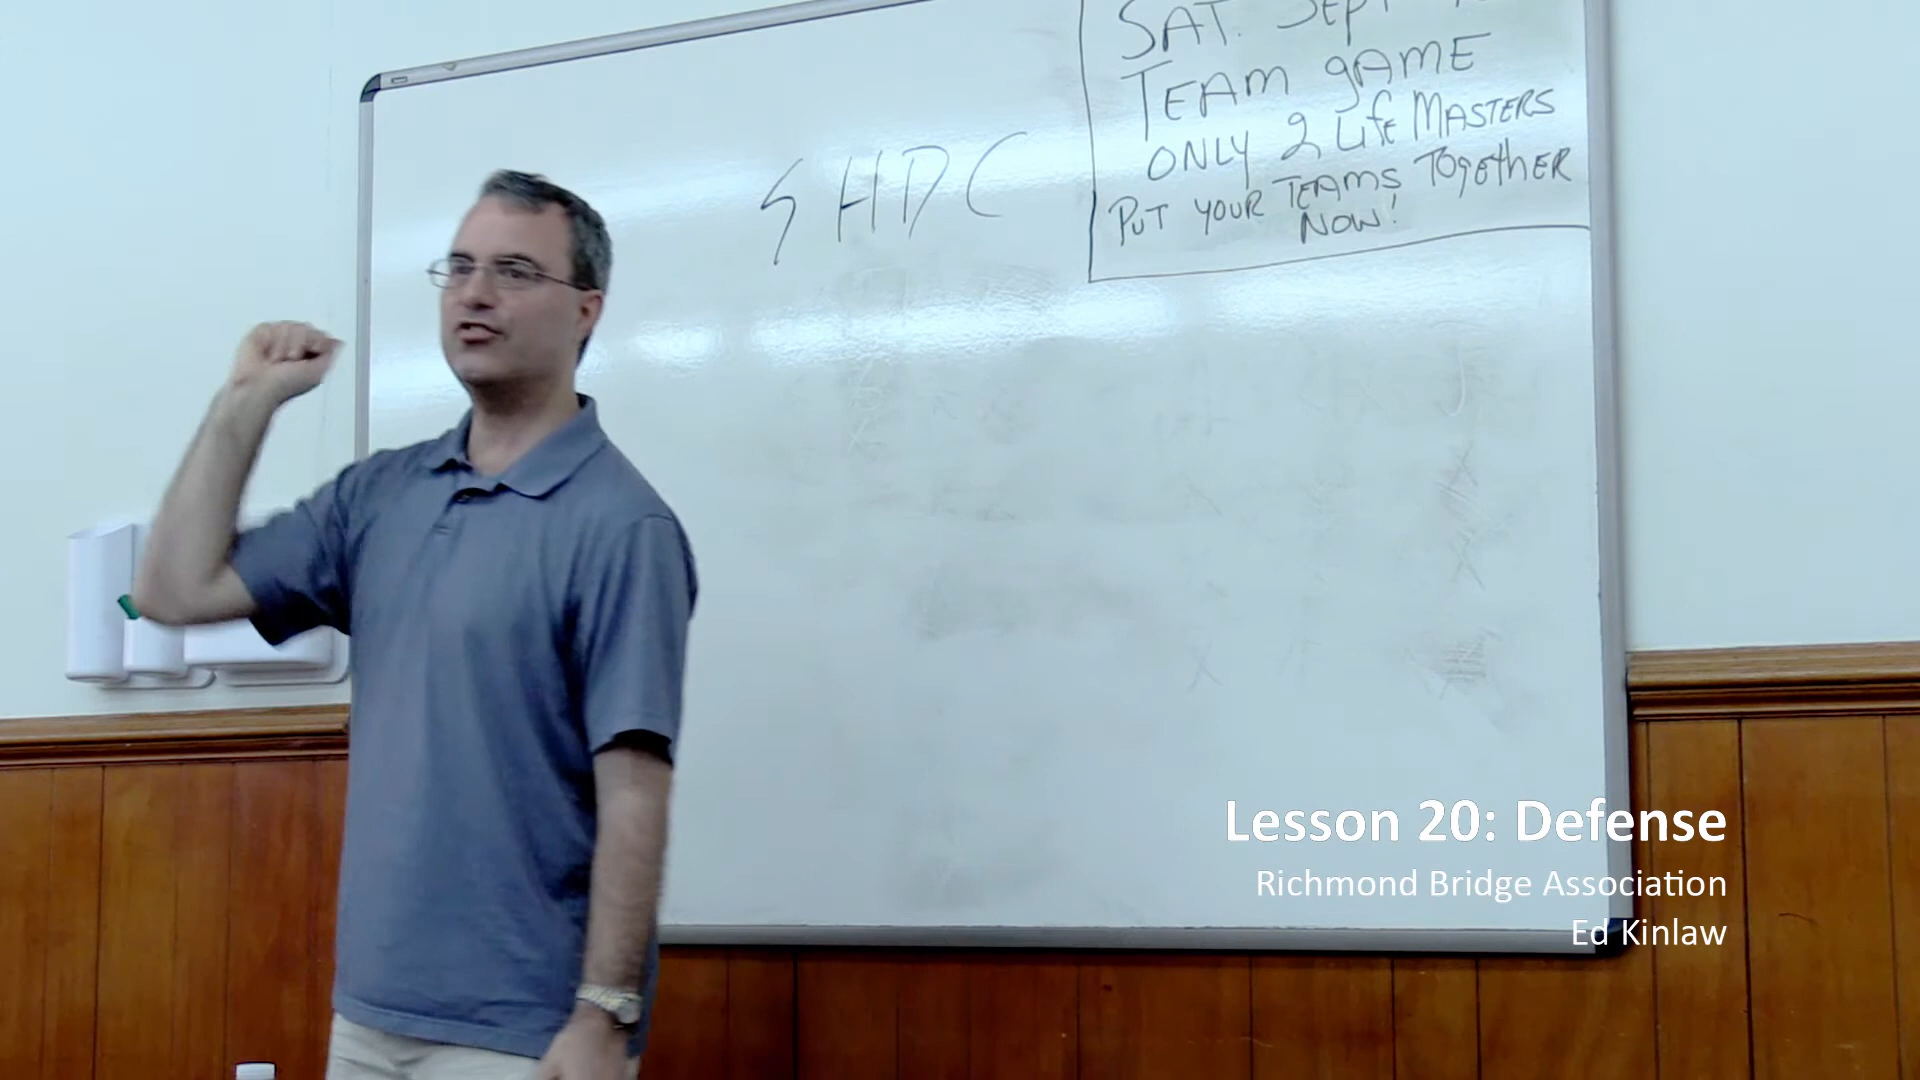 SAT. SEPT
TEAM gAME
ONLY 2 Life MASTERS
PUT YOUR TEAMS TOgethER
NOW!
S H D C
Lesson 20: Defense
Richmond Bridge Association
Ed Kinlaw